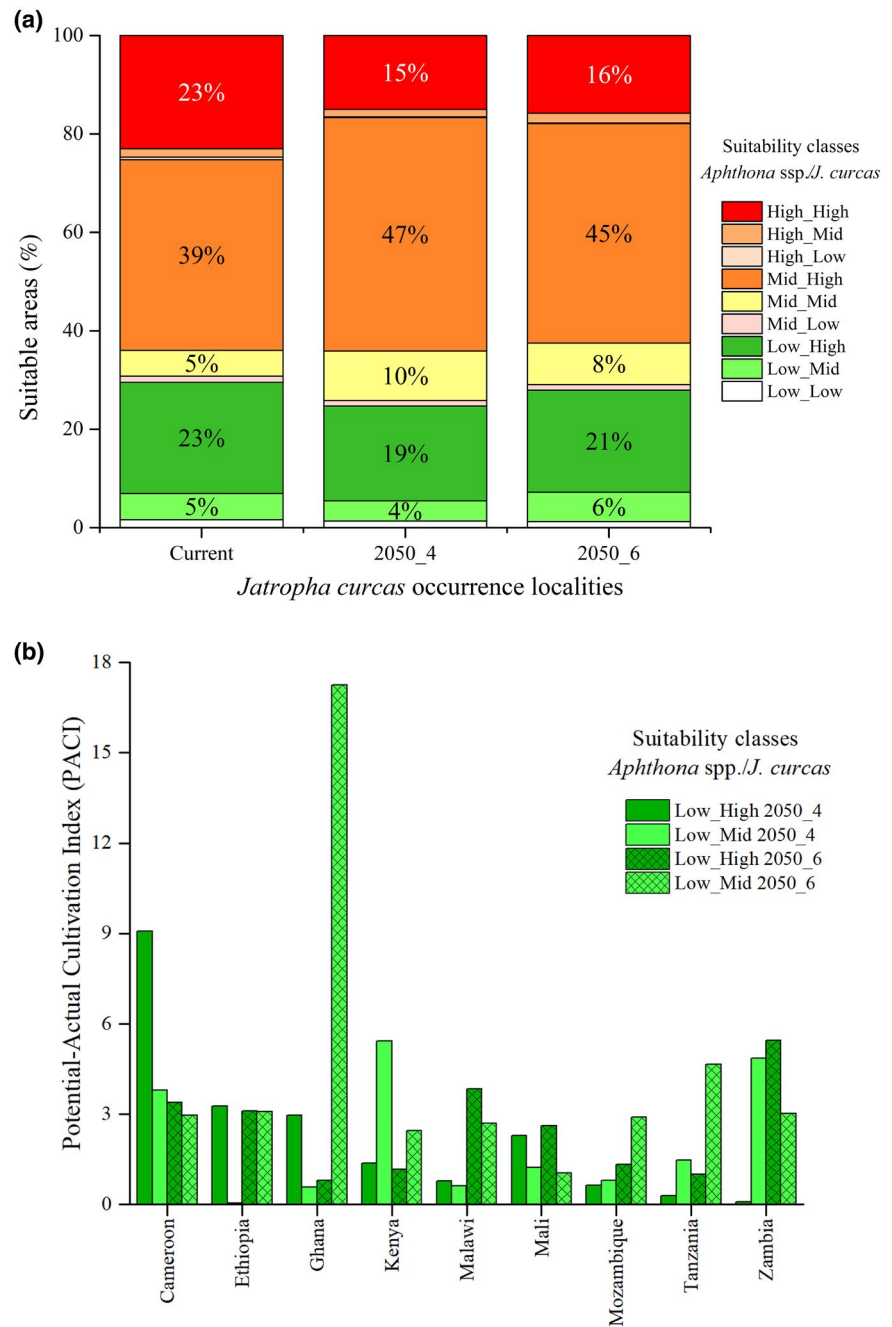 (a)
100
80
60
40
20
0
Suitable areas (%)
23%
39%
5%
23%
5%
15%
47%
10%
19%
4%
16%
45%
8%
21%
6%
Current
2050_4
2050_6
Jatropha curcas occurrence localities
Suitability classes
Aphthona ssp./J. curcas
High_High
High_Mid
High_Low
Mid_High
Mid_Mid
Mid_Low
Low_High
Low_Mid
Low_Low
(b)
18
15
12
9
6
3
0
Potential-Actual Cultivation Index (PACI)
Suitability classes
Aphthona spp./J. curcas
Low_High 2050_4
Low_Mid 2050_4
Low_High 2050_6
Low_Mid 2050_6
Cameroon
Ethiopia
Ghana
Kenya
Malawi
Mali
Mozambique
Tanzania
Zambia